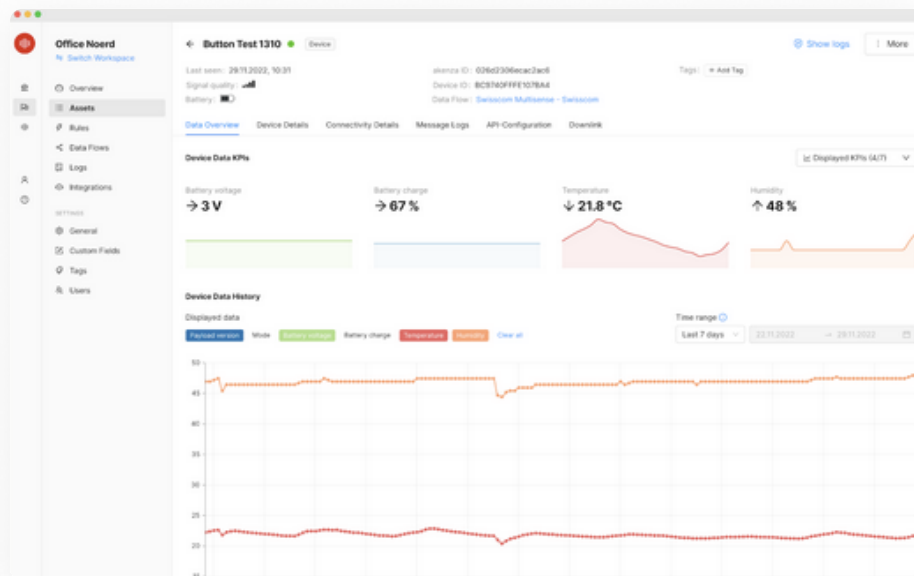 Office Noerd
Switch Workspace
Overview
Assets
Rules
Data Flows
Logs
Integrations
SETTINGS
General
Custom Fields
Tags
Users
Button Test 1310 Device
Show logs
More
Last seen: 29.11.2022, 10:31
Signal quality:
Battery:
akenza ID: 026d2306ecac2ac6
Device ID:
Data Flow: Swisscom Multisense - Swisscom
Tags: + Add Tag
Data Overview Device Details Connectivity Details Message Logs API-Configuration Downlink
Device Data KPIs
Displayed KPIs (4/7)
Battery voltage
→ 3 V
Battery charge
→ 67 %
Temperature
↓ 21.8 °C
Humidity
↑ 48 %
Device Data History
Displayed data
Payload version Mode Battery voltage Battery charge Temperature Humidity Clear all
Time range
Last 7 days 22.11.2022 → 29.11.2022
50
45
40
35
30
25
20